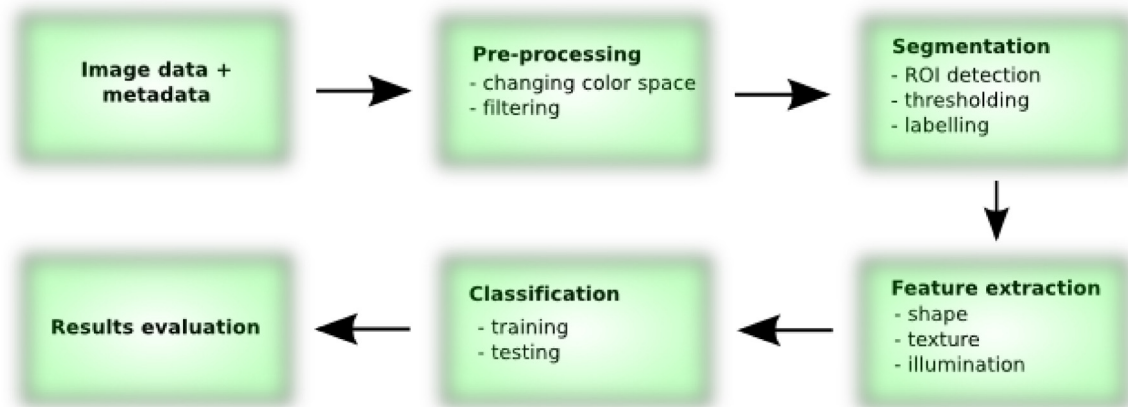 Image data +
metadata
Pre-processing
- changing color space
- filtering
Segmentation
- ROI detection
- thresholding
- labelling
Feature extraction
- shape
- texture
- illumination
Classification
- training
- testing
Results evaluation